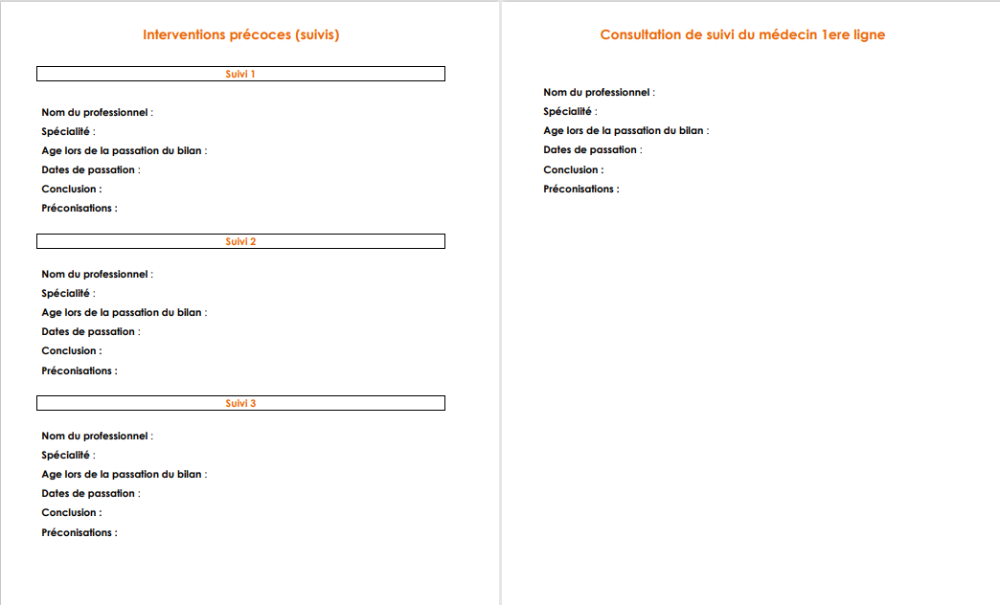 Interventions précoces (suivis)
Suivi 1
Nom du professionnel :
Spécialité :
Age lors de la passation du bilan :
Dates de passation :
Conclusion :
Préconisations :
Suivi 2
Nom du professionnel :
Spécialité :
Age lors de la passation du bilan :
Dates de passation :
Conclusion :
Préconisations :
Suivi 3
Nom du professionnel :
Spécialité :
Age lors de la passation du bilan :
Dates de passation :
Conclusion :
Préconisations :
Consultation de suivi du médecin 1ere ligne
Nom du professionnel :
Spécialité :
Age lors de la passation du bilan :
Dates de passation :
Conclusion :
Préconisations :